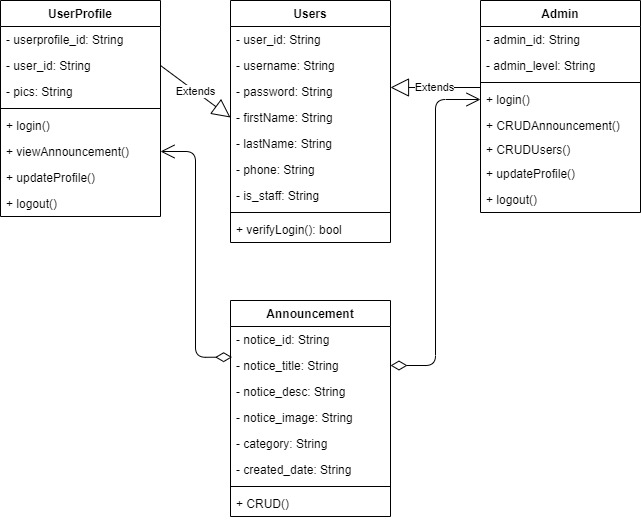 UserProfile
- userprofile_id: String
- user_id: String
- pics: String
+ login()
+ viewAnnouncement()
+ updateProfile()
+ logout()
Extends
Users
- user_id: String
- username: String
- password: String
- firstName: String
- lastName: String
- phone: String
- is_staff: String
+ verifyLogin(): bool
Extends
Admin
- admin_id: String
- admin_level: String
+ login()
+ CRUDAnnouncement()
+ CRUDUsers()
+ updateProfile()
+ logout()
Announcement
- notice_id: String
- notice_title: String
- notice_desc: String
- notice_image: String
- category: String
- created_date: String
+ CRUD()